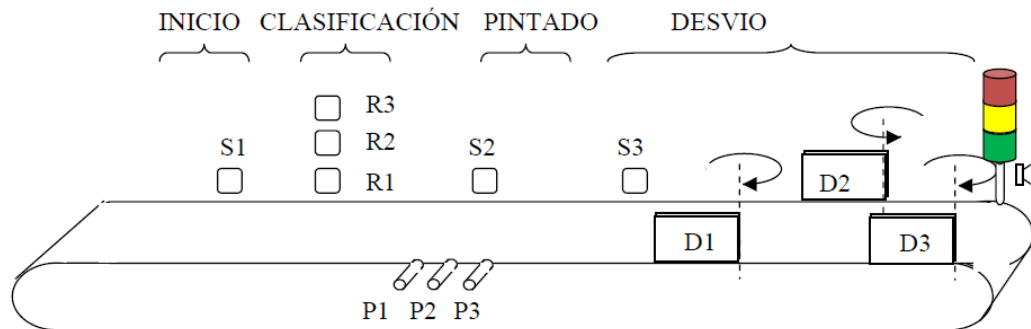 INICIO CLASIFICACIÓN PINTADO DESVIO
R3
R2
S1 R1 S2 S3
D2
D1 D3
P1 P2 P3